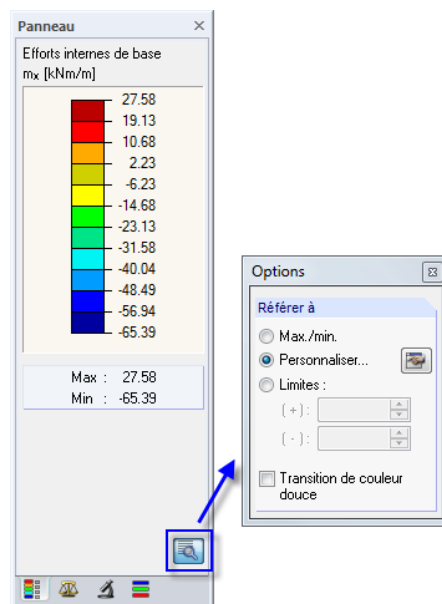 Panneau
Efforts internes de base
mx [kNm/m]
27.58
19.13
10.68
2.23
-6.23
-14.68
-23.13
-31.58
-40.04
-48.49
-56.94
-65.39
Max : 27.58
Min : -65.39
Options
Référer à
Max./min.
Personnaliser...
Limites :
(+) :
(-) :
Transition de couleur
douce